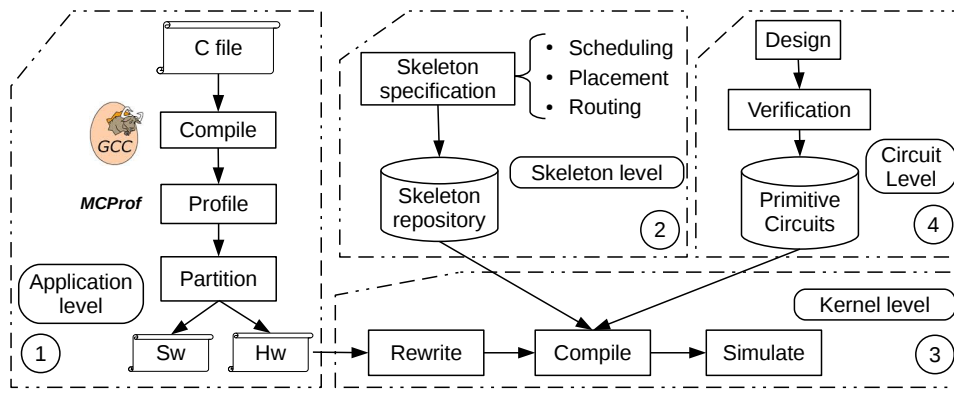 C file
Compile
GCC
MCProf
Profile
Partition
Application
level
1
Sw
Hw
Skeleton
specification
• Scheduling
• Placement
• Routing
Skeleton
repository
Skeleton level
2
Design
Verification
Primitive
Circuits
Circuit
Level
4
Kernel level
Rewrite
Compile
Simulate
3